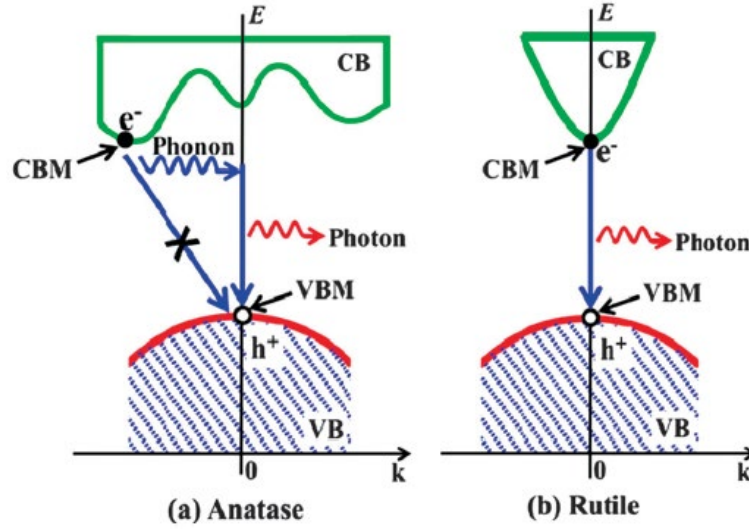 E
CB
e-
Phonon
CBM
Photon
VBM
h+
VB
0
k
(a) Anatase
E
CB
e-
CBM
Photon
VBM
h+
VB
0
k
(b) Rutile